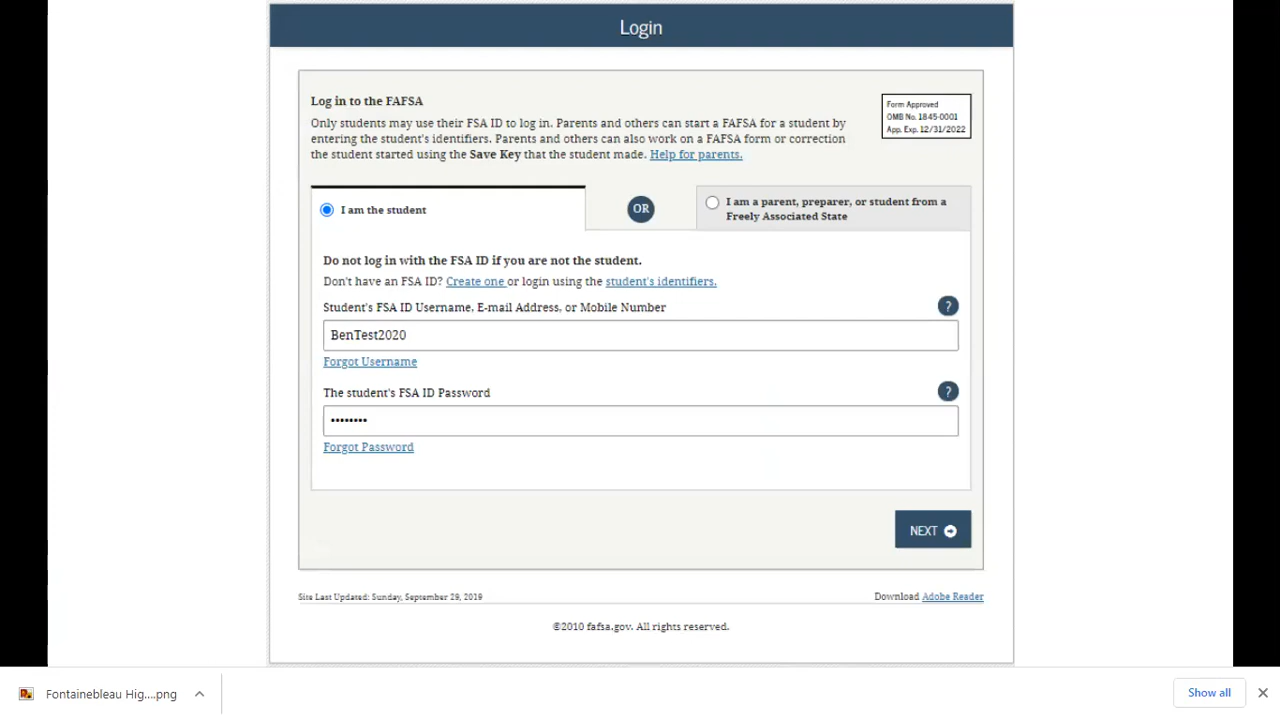 Login
Log in to the FAFSA
Only students may use their FSA ID to log in. Parents and others can start a FAFSA for a student by
entering the student's identifiers. Parents and others can also work on a FAFSA form or correction
the student started using the Save Key that the student made. Help for parents.
Form Approved
OMB No. 1845-0001
App. Exp. 12/31/2022
I am the student
OR
I am a parent, preparer, or student from a
Freely Associated State
Do not log in with the FSA ID if you are not the student.
Don't have an FSA ID? Create one or login using the student's identifiers.
Student's FSA ID Username, E-mail Address, or Mobile Number
?
BenTest2020
Forgot Username
The student's FSA ID Password
?
••••••••
Forgot Password
NEXT
Site Last Updated: Sunday, September 29, 2019
Download Adobe Reader
©2010 fafsa.gov. All rights reserved.
Fontainebleau Hig....png
Show all